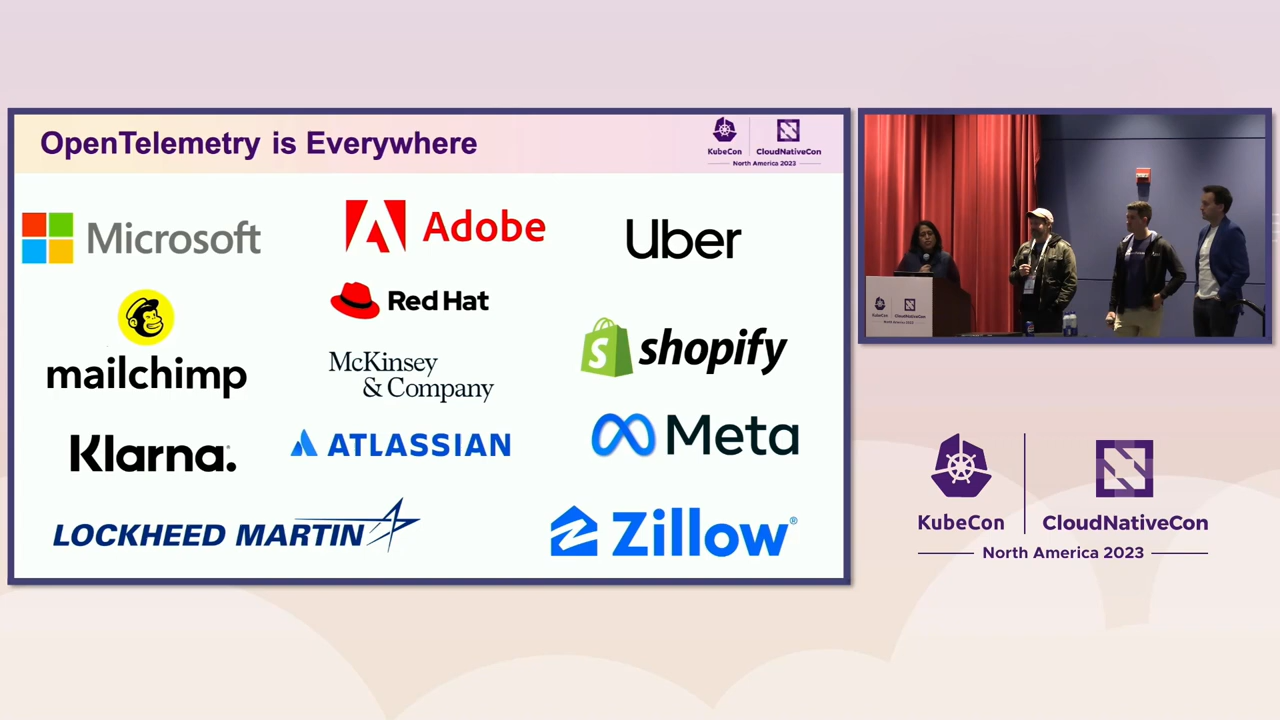 OpenTelemetry is Everywhere
KubeCon
CloudNativeCon
North America 2023
Microsoft
Adobe
Uber
Red Hat
mailchimp
McKinsey
& Company
shopify
Klarna.
ATLASSIAN
Meta
LOCKHEED MARTIN
Zillow®
KubeCon
CloudNativeCon
North America 2023